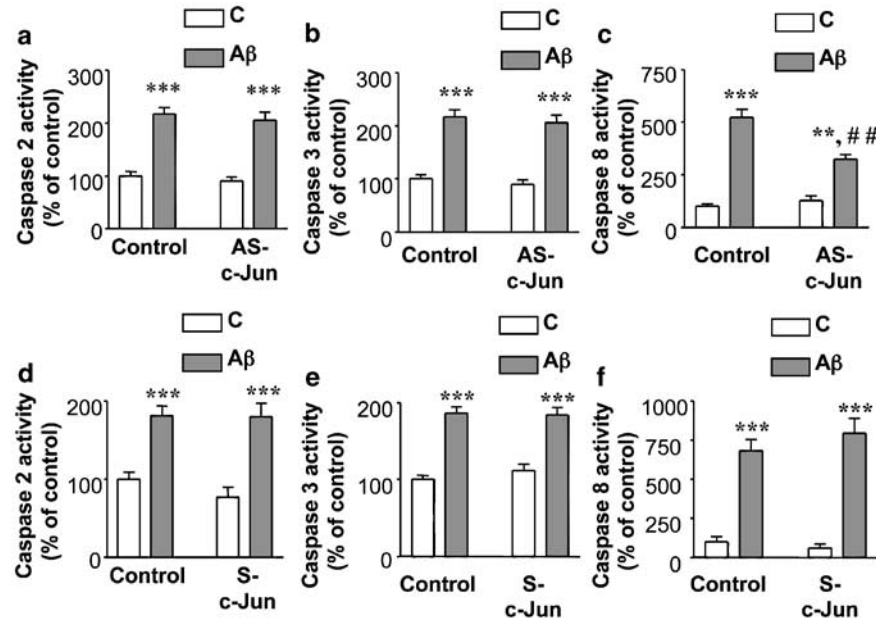 a
C
Aβ
Caspase 2 activity
(% of control)
300
200
100
0
***
***
Control
AS-
c-Jun
b
C
Aβ
Caspase 3 activity
(% of control)
300
200
100
0
***
***
Control
AS-
c-Jun
c
C
Aβ
Caspase 8 activity
(% of control)
750
500
250
0
***
**, # #
Control
AS-
c-Jun
d
C
Aβ
Caspase 2 activity
(% of control)
200
100
0
***
***
Control
S-
c-Jun
e
C
Aβ
Caspase 3 activity
(% of control)
200
100
0
***
***
Control
S-
c-Jun
f
C
Aβ
Caspase 8 activity
(% of control)
1000
750
500
250
0
***
***
Control
S-
c-Jun